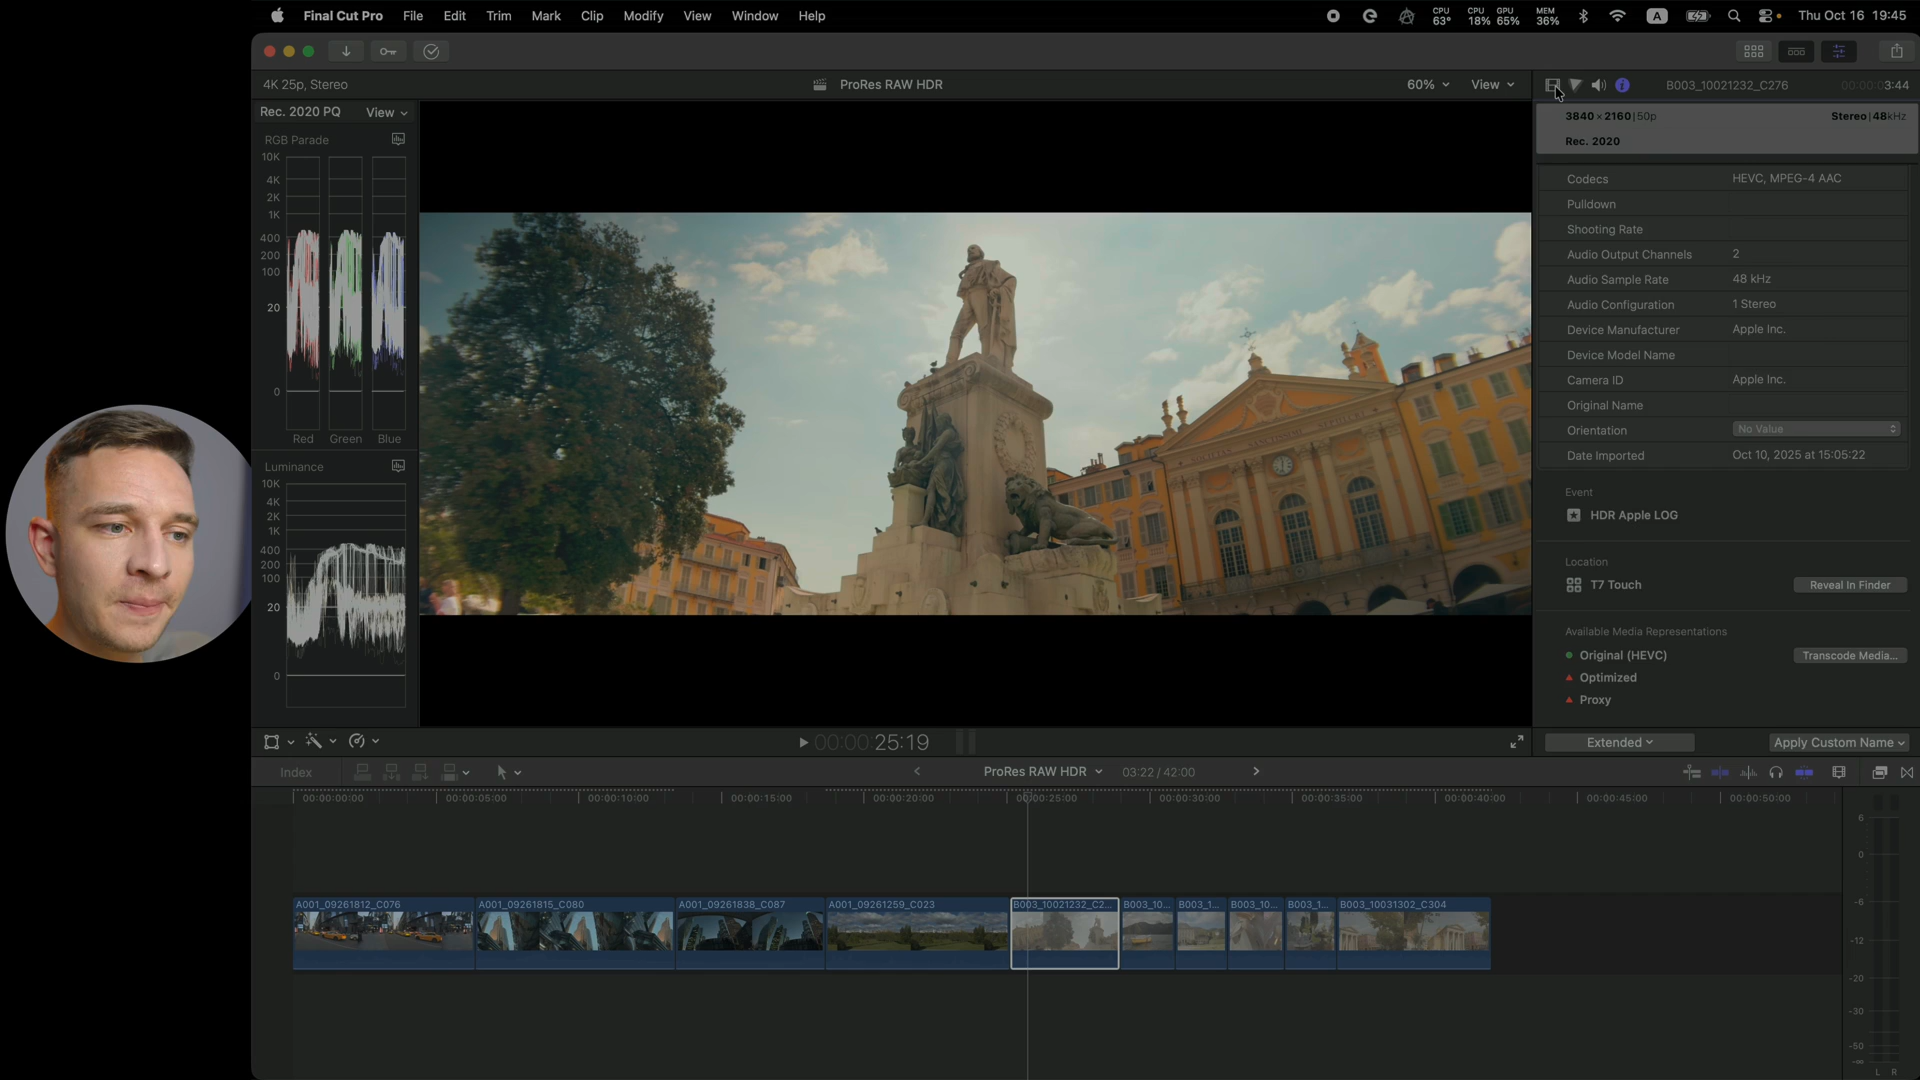 Final Cut Pro File Edit Trim Mark Clip Modify View Window Help
CPU 63° CPU 18% GPU 65% MEM 36% A Thu Oct 16 19:45
4K 25p, Stereo
ProRes RAW HDR
60% View
B003_10021232_C276 00:00:03:44
Rec. 2020 PQ View
3840 × 2160 | 50p Stereo | 48kHz
Rec. 2020
RGB Parade
10K
4K
2K
1K
400
200
100
20
0
Red Green Blue
Luminance
10K
4K
2K
1K
400
200
100
20
0
Codecs HEVC, MPEG-4 AAC
Pulldown
Shooting Rate
Audio Output Channels 2
Audio Sample Rate 48 kHz
Audio Configuration 1 Stereo
Device Manufacturer Apple Inc.
Device Model Name
Camera ID Apple Inc.
Original Name
Orientation No Value
Date Imported Oct 10, 2025 at 15:05:22
Event
HDR Apple LOG
Location
T7 Touch Reveal In Finder
Available Media Representations
Original (HEVC) Transcode Media...
Optimized
Proxy
Extended Apply Custom Name
00:00:25:19
Index
ProRes RAW HDR 03:22 / 42:00
00:00:00:00 00:00:05:00 00:00:10:00 00:00:15:00 00:00:20:00 00:00:25:00 00:00:30:00 00:00:35:00 00:00:40:00 00:00:45:00 00:00:50:00
A001_09261812_C076 A001_09261815_C080 A001_09261838_C087 A001_09261259_C023 B003_10021232_C2... B003_10... B003_1... B003_10... B003_1... B003_10031302_C304
6
0
-6
-12
-20
-30
-50
-∞
L R